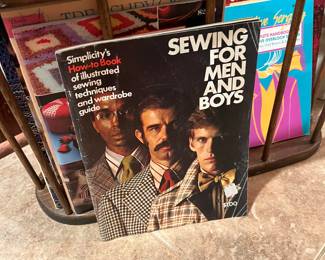 Simplicity's
How-to Book
of illustrated
sewing
techniques
and wardrobe
guide
SEWING
FOR
MEN
AND
BOYS